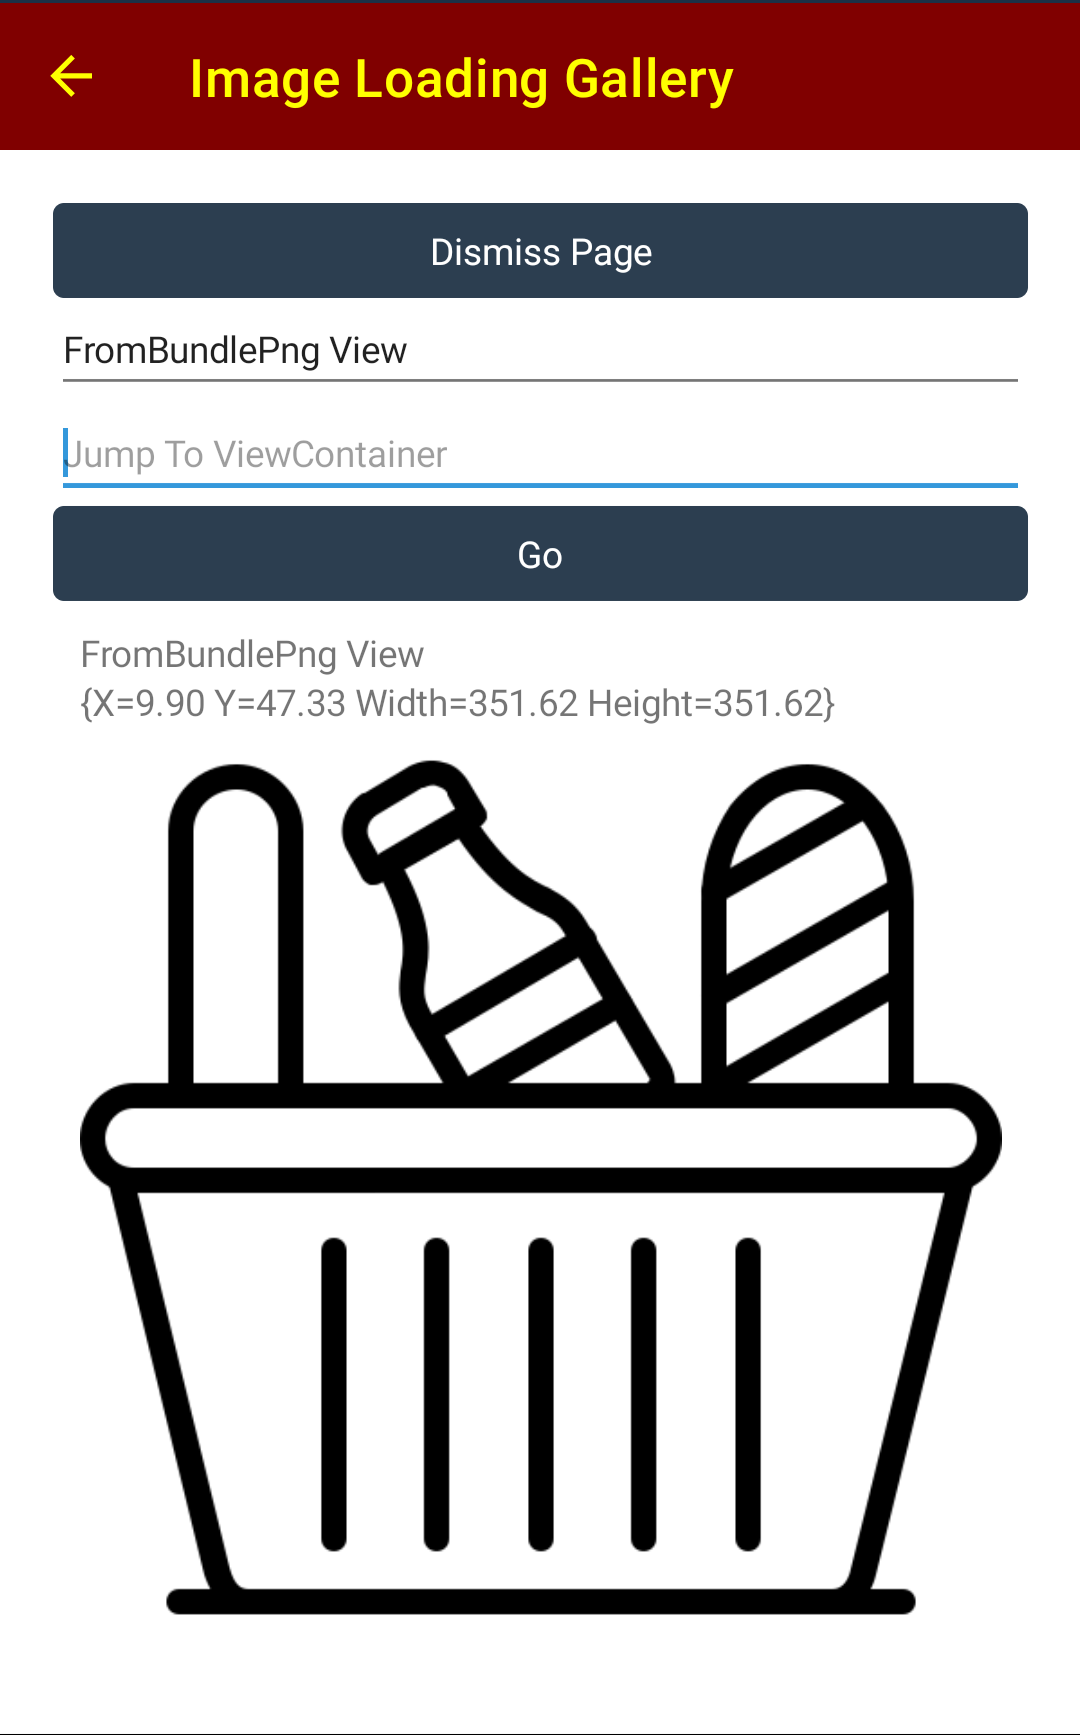 Image Loading Gallery
Dismiss Page
FromBundlePng View
Jump To ViewContainer
Go
FromBundlePng View
{X=9.90 Y=47.33 Width=351.62 Height=351.62}